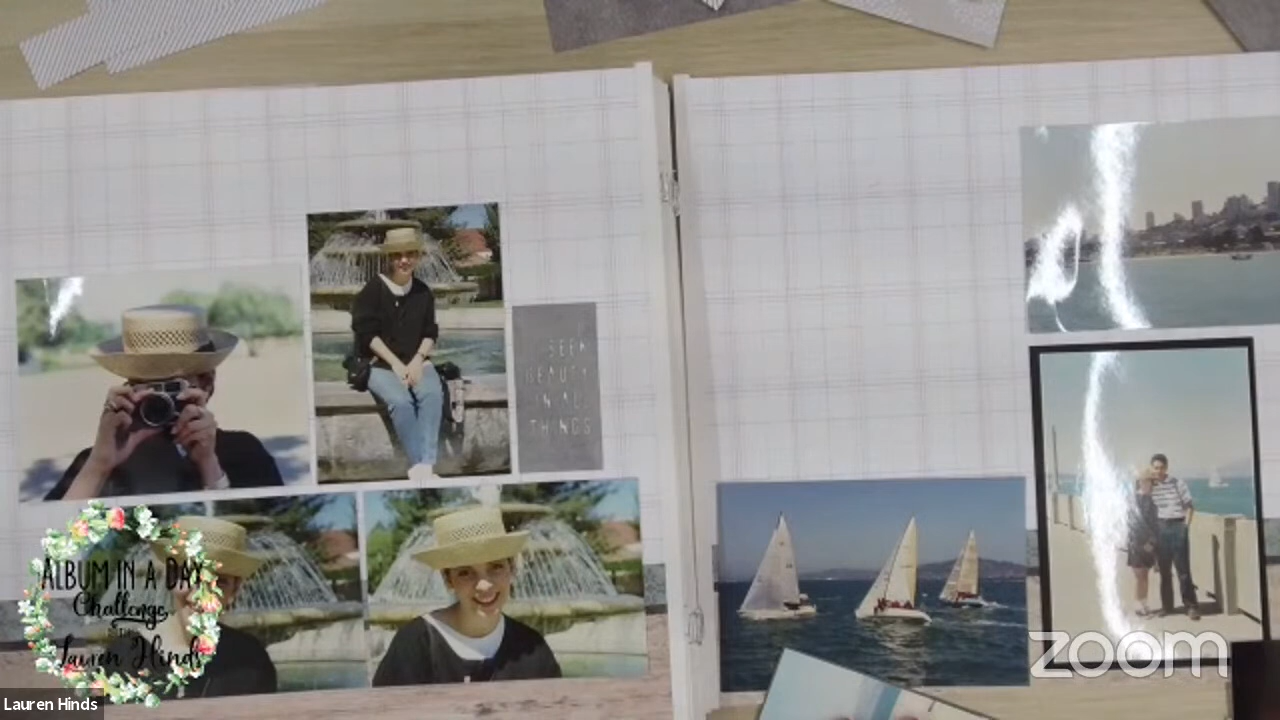 SEEK
BEAUTY
IN ALL
THINGS
ALBUM IN A DAY
Challenge
Lauren Hinds
zoom
Lauren Hinds